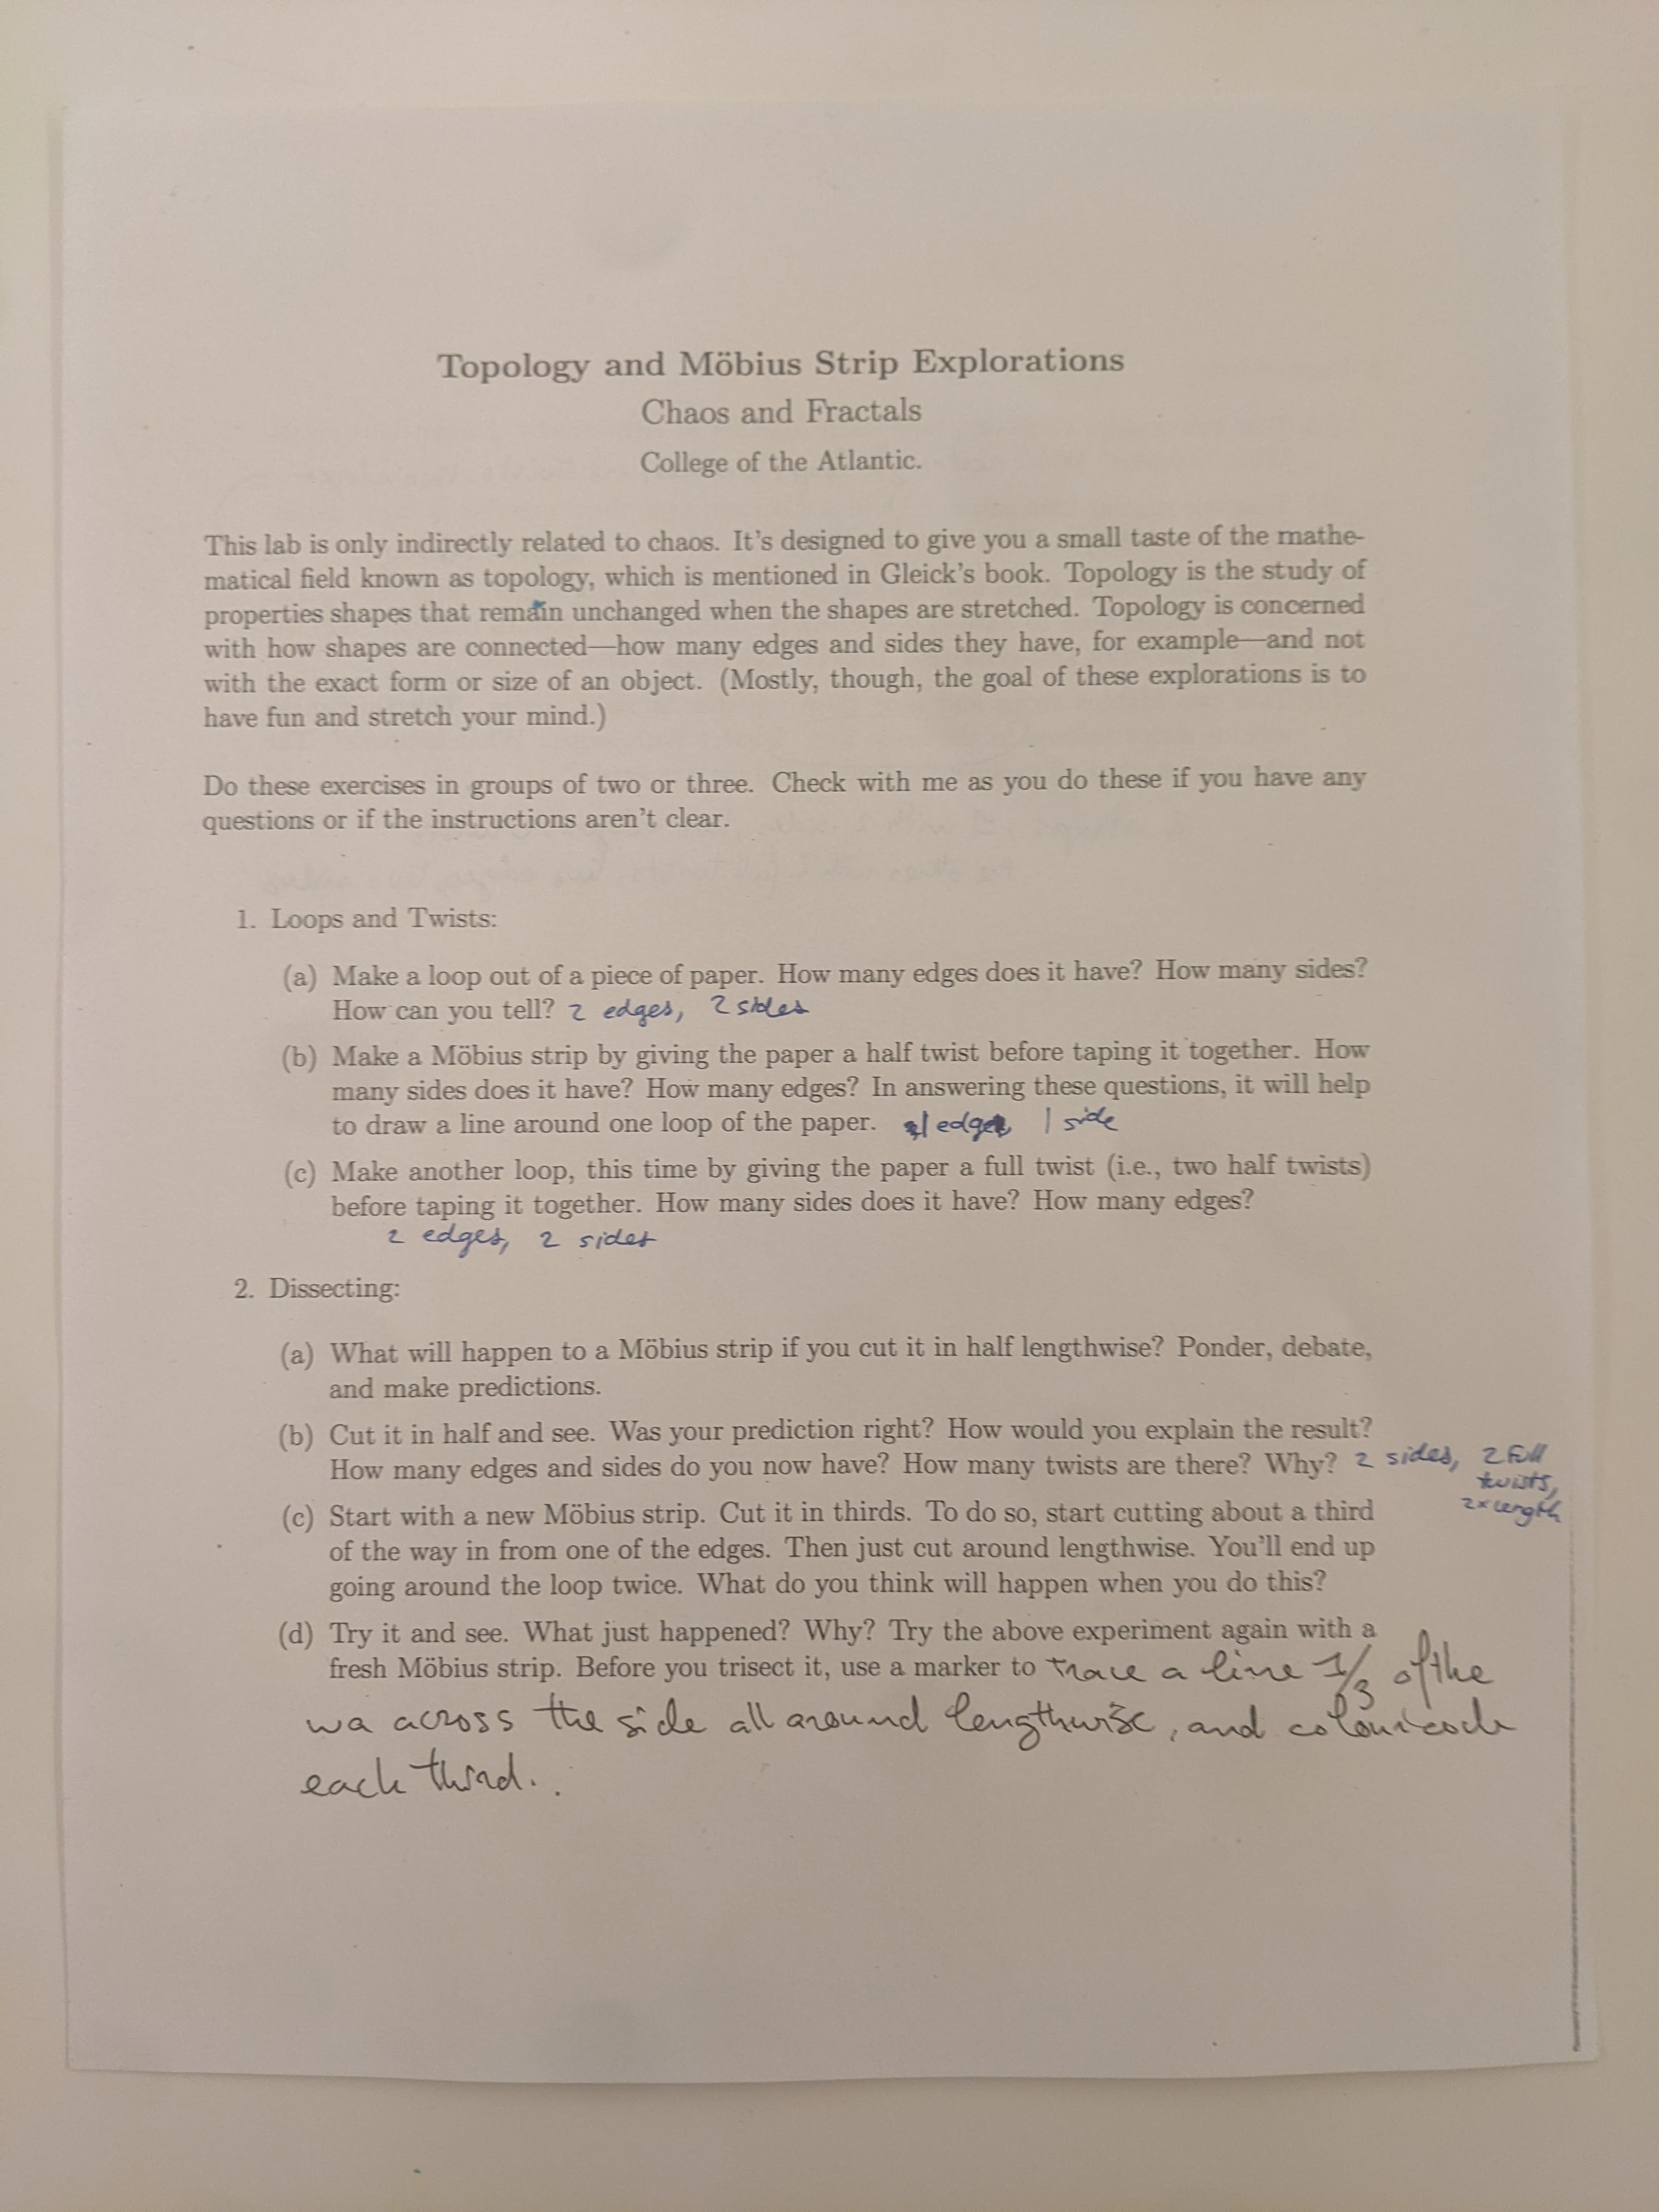 Topology and Möbius Strip Explorations
Chaos and Fractals
College of the Atlantic.
This lab is only indirectly related to chaos. It's designed to give you a small taste of the mathe-
matical field known as topology, which is mentioned in Gleick's book. Topology is the study of
properties shapes that remain unchanged when the shapes are stretched. Topology is concerned
with how shapes are connected—how many edges and sides they have, for example—and not
with the exact form or size of an object. (Mostly, though, the goal of these explorations is to
have fun and stretch your mind.)
Do these exercises in groups of two or three. Check with me as you do these if you have any
questions or if the instructions aren't clear.
1. Loops and Twists:
(a) Make a loop out of a piece of paper. How many edges does it have? How many sides?
How can you tell? 2 edges, 2 sides
(b) Make a Möbius strip by giving the paper a half twist before taping it together. How
many sides does it have? How many edges? In answering these questions, it will help
to draw a line around one loop of the paper. 1 edge 1 side
(c) Make another loop, this time by giving the paper a full twist (i.e., two half twists)
before taping it together. How many sides does it have? How many edges?
2 edges, 2 sides
2. Dissecting:
(a) What will happen to a Möbius strip if you cut it in half lengthwise? Ponder, debate,
and make predictions.
(b) Cut it in half and see. Was your prediction right? How would you explain the result?
How many edges and sides do you now have? How many twists are there? Why? 2 sides, 2 full
twists,
2x length
(c) Start with a new Möbius strip. Cut it in thirds. To do so, start cutting about a third
of the way in from one of the edges. Then just cut around lengthwise. You'll end up
going around the loop twice. What do you think will happen when you do this?
(d) Try it and see. What just happened? Why? Try the above experiment again with a
fresh Möbius strip. Before you trisect it, use a marker to trace a line 1/3 of the
wa across the side all around lengthwise, and colour code
each third..